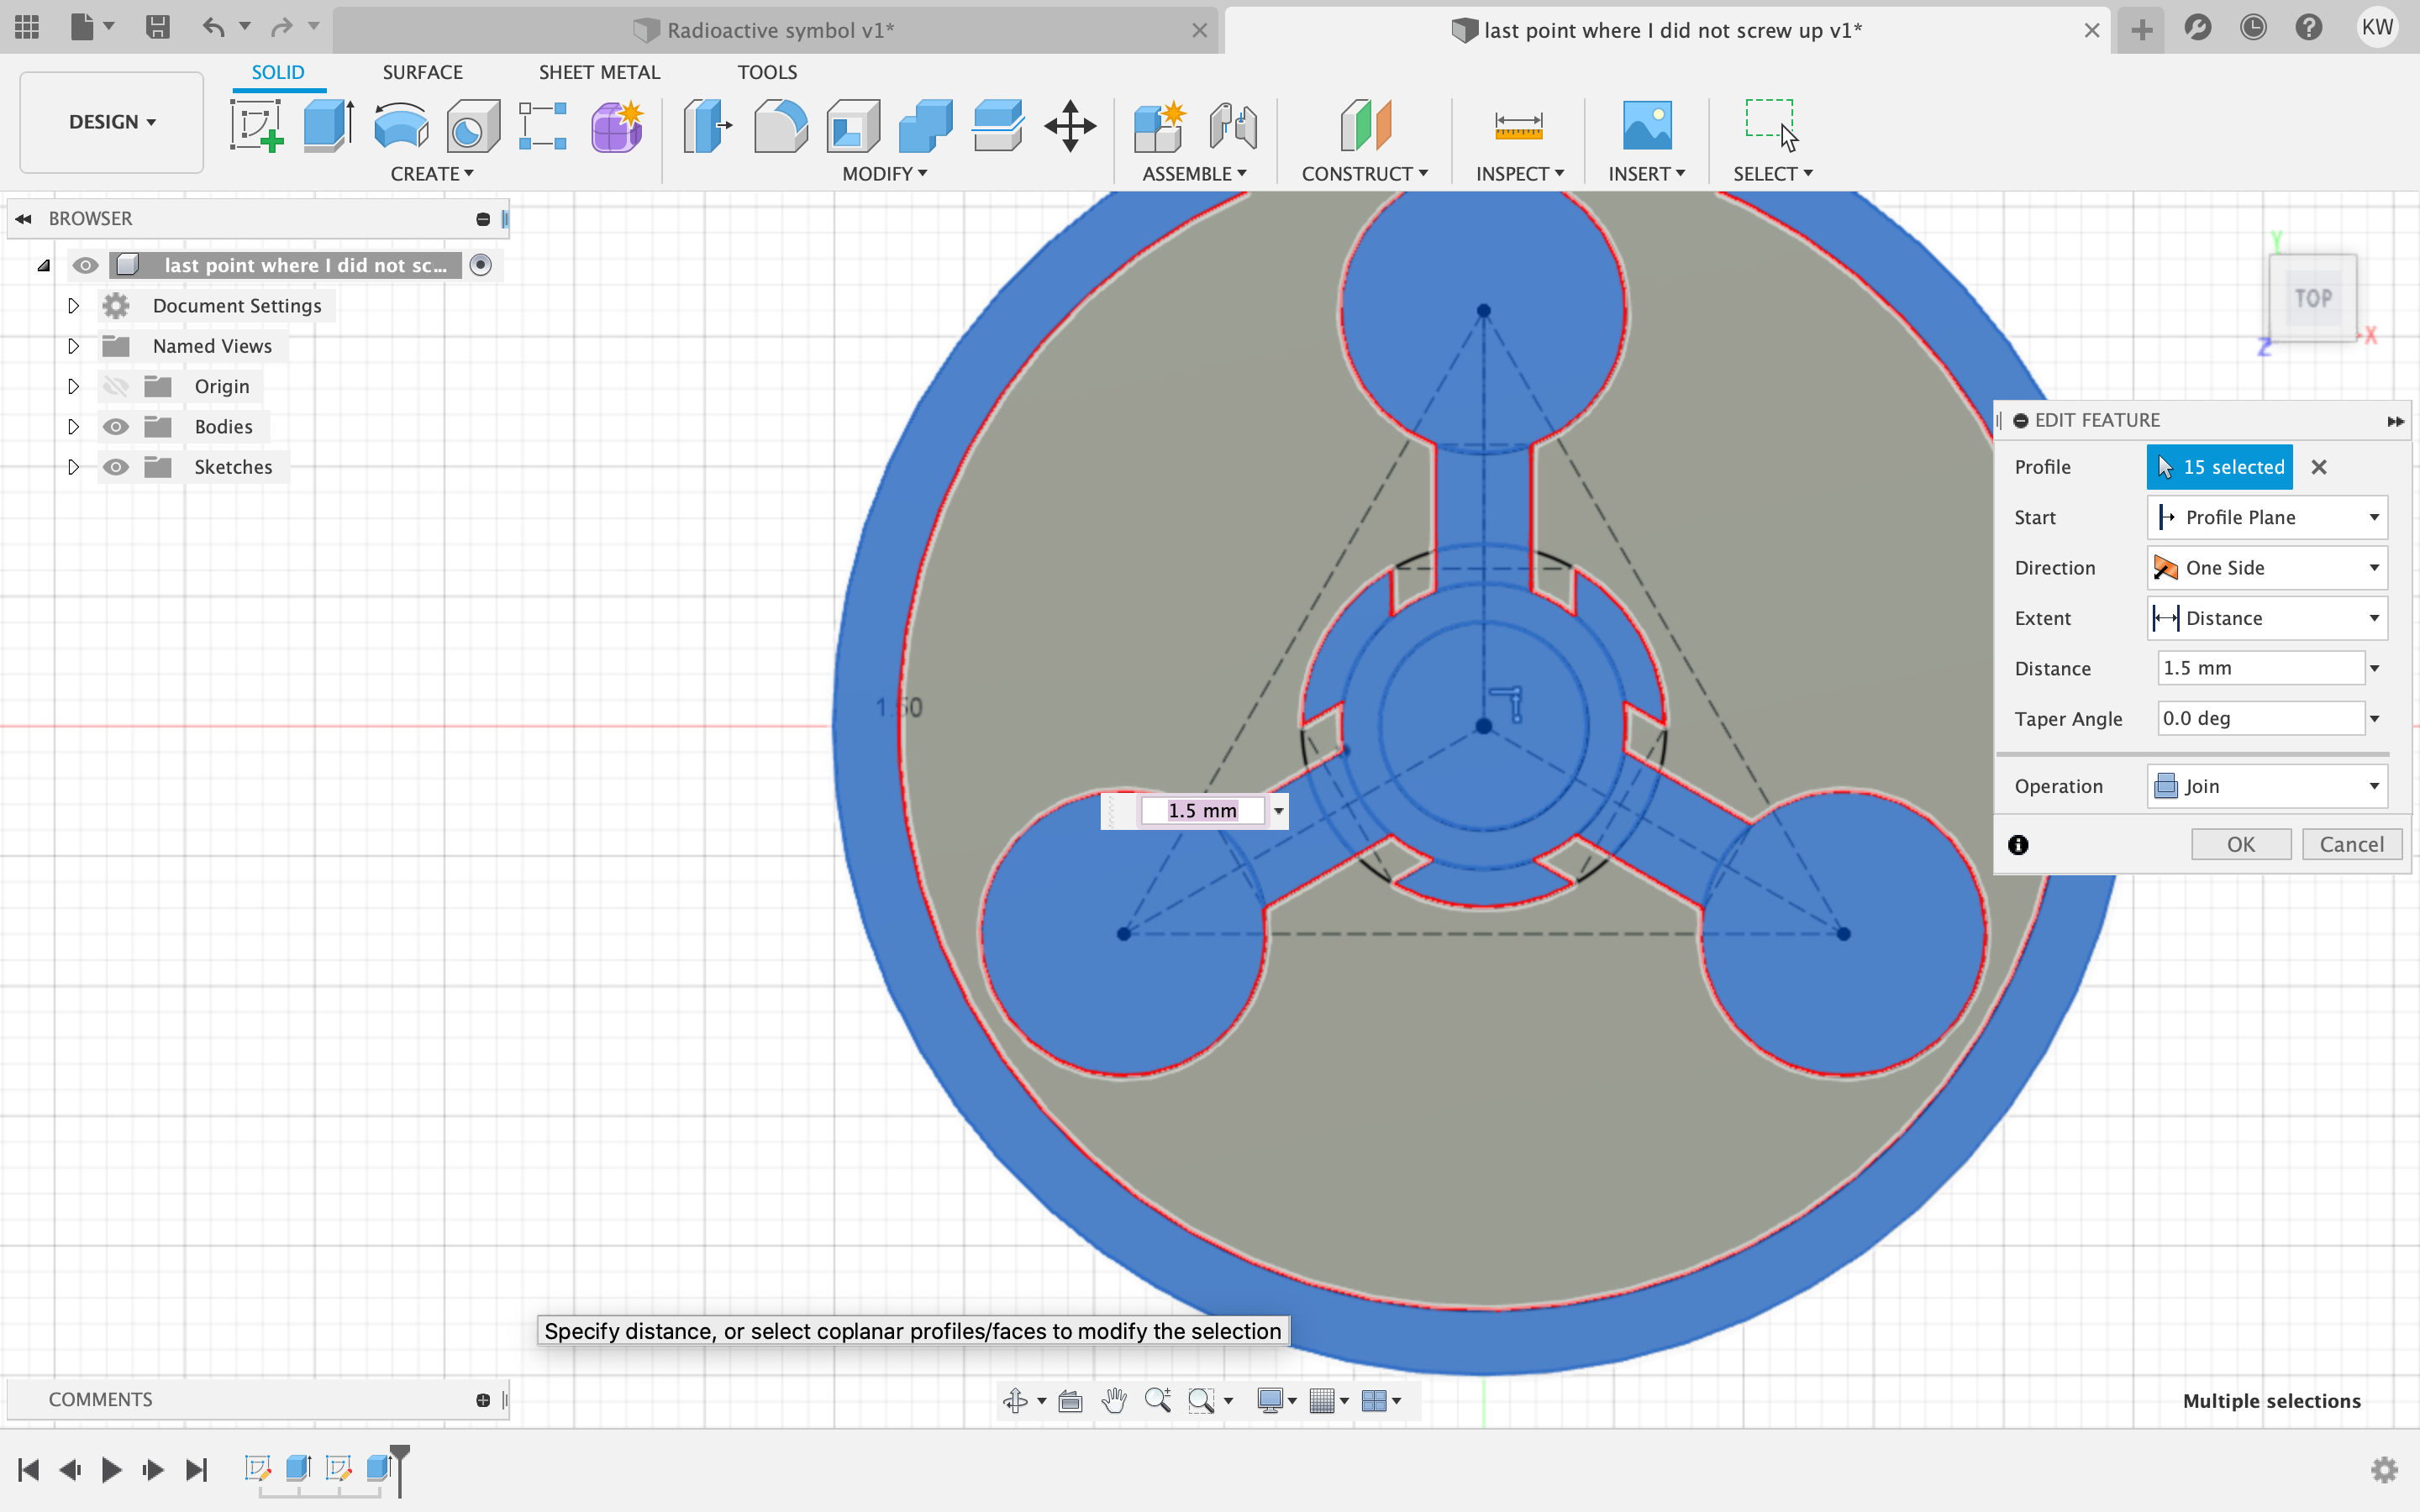 Radioactive symbol v1*
last point where I did not screw up v1*
KW
SOLID
SURFACE
SHEET METAL
TOOLS
DESIGN
CREATE
MODIFY
ASSEMBLE
CONSTRUCT
INSPECT
INSERT
SELECT
BROWSER
last point where I did not sc...
Document Settings
Named Views
Origin
Bodies
Sketches
Y
TOP
X
Z
EDIT FEATURE
Profile
15 selected
Start
Profile Plane
Direction
One Side
Extent
Distance
Distance
1.5 mm
Taper Angle
0.0 deg
Operation
Join
OK
Cancel
1.50
1.5 mm
Specify distance, or select coplanar profiles/faces to modify the selection
COMMENTS
Multiple selections